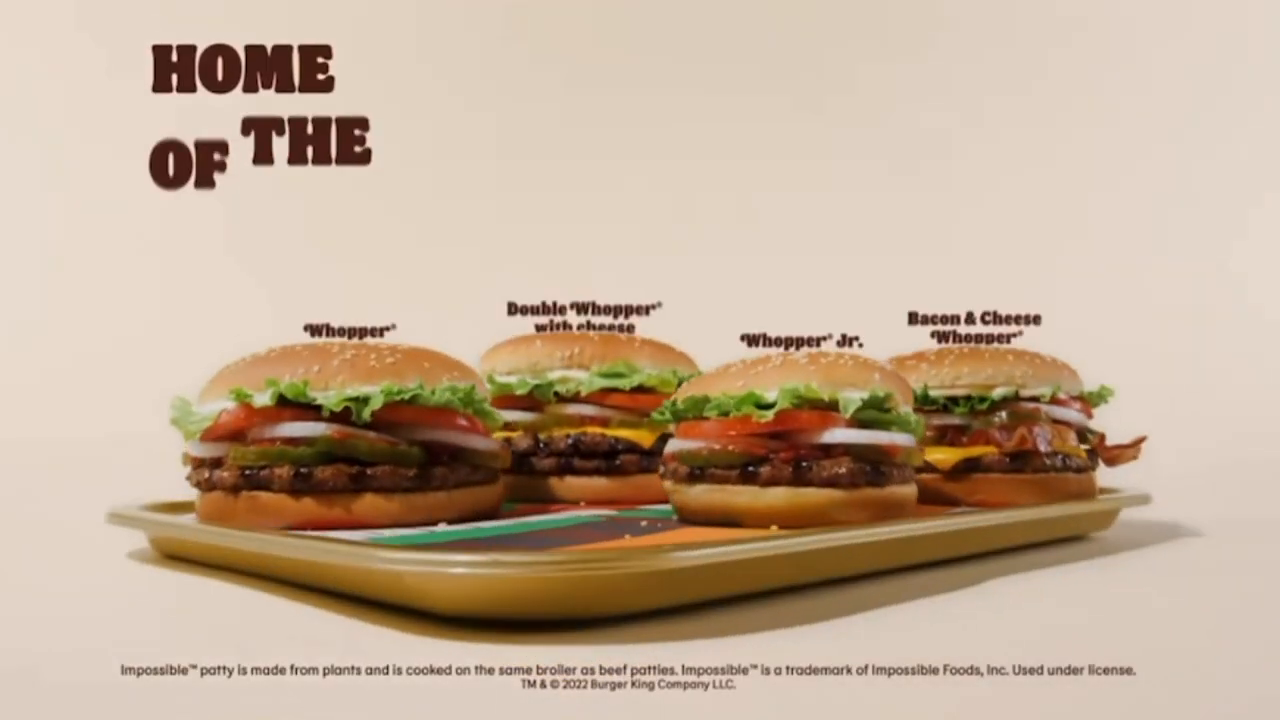 HOME
OF THE
Whopper®
Double Whopper®
with cheese
Whopper® Jr.
Bacon & Cheese
Whopper®
Impossible™ patty is made from plants and is cooked on the same broiler as beef patties. Impossible™ is a trademark of Impossible Foods, Inc. Used under license.
TM & © 2022 Burger King Company LLC.